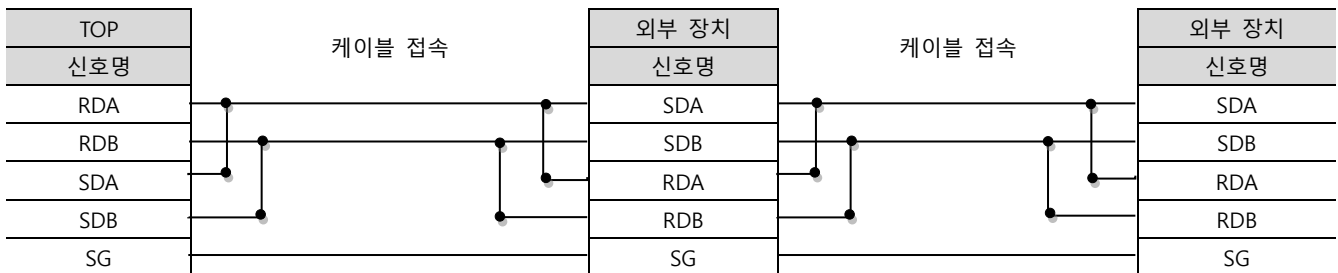 TOP 케이블 접속 외부 장치 케이블 접속 외부 장치
신호명 신호명 신호명
RDA SDA SDA
RDB SDB SDB
SDA RDA RDA
SDB RDB RDB
SG SG SG